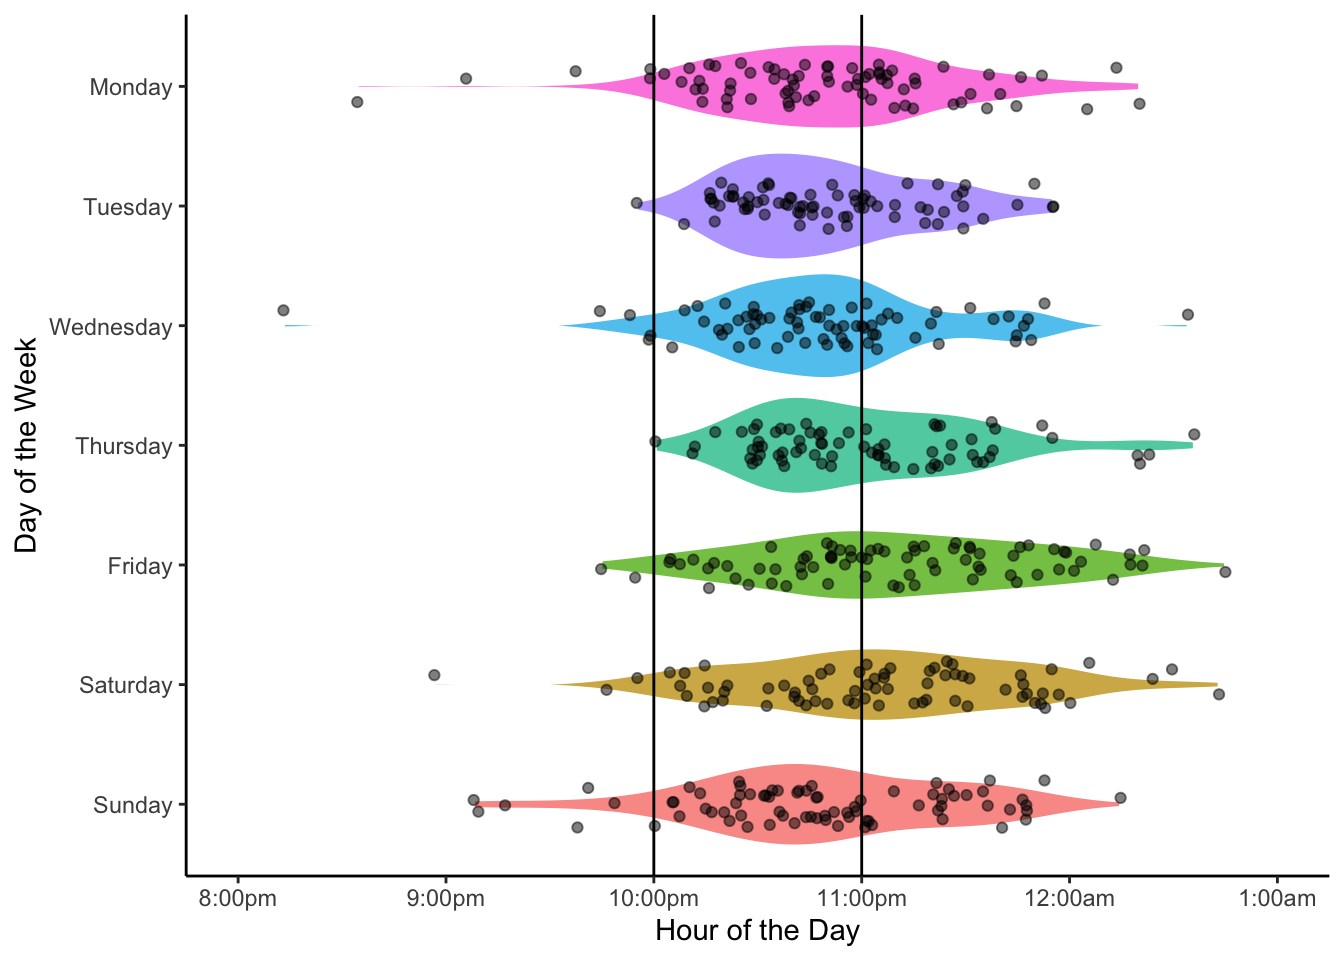 Monday
Tuesday
Wednesday
Thursday
Friday
Saturday
Sunday
Day of the Week
8:00pm 9:00pm 10:00pm 11:00pm 12:00am 1:00am
Hour of the Day